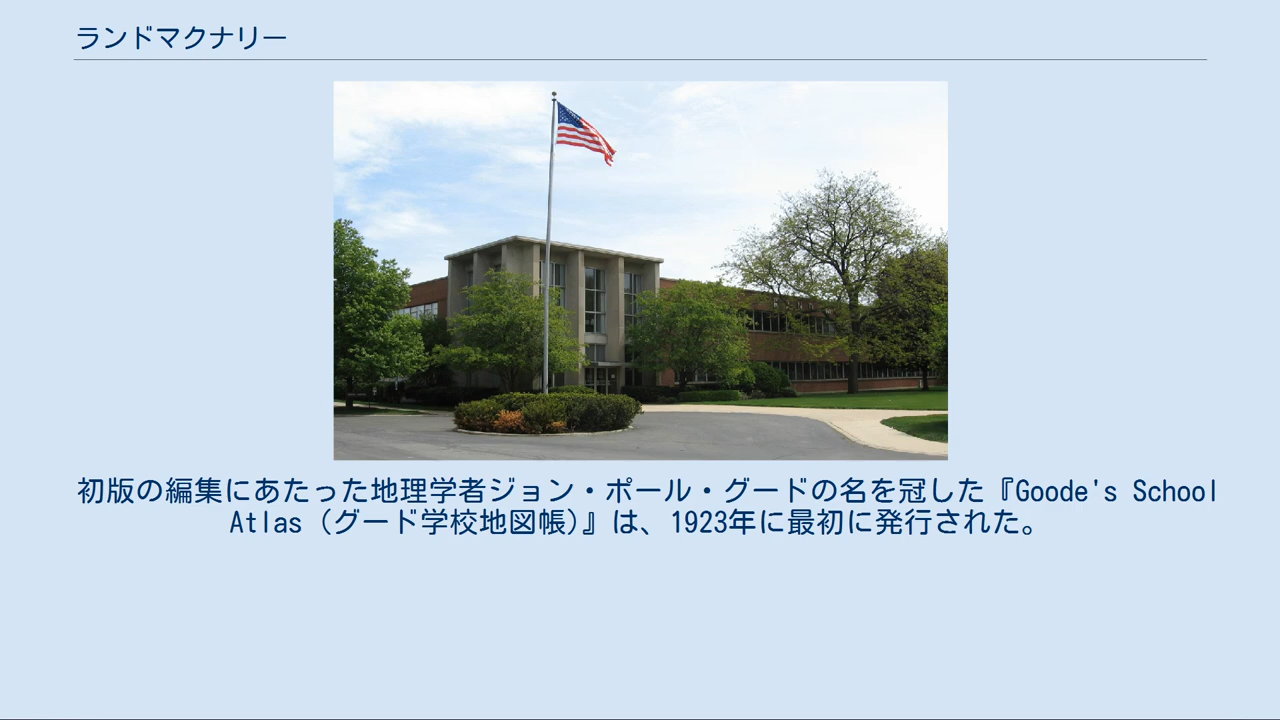 ランドマクナリー
初版の編集にあたった地理学者ジョン・ポール・グードの名を冠した『Goode's School
Atlas (グード学校地図帳)』は、1923年に最初に発行された。